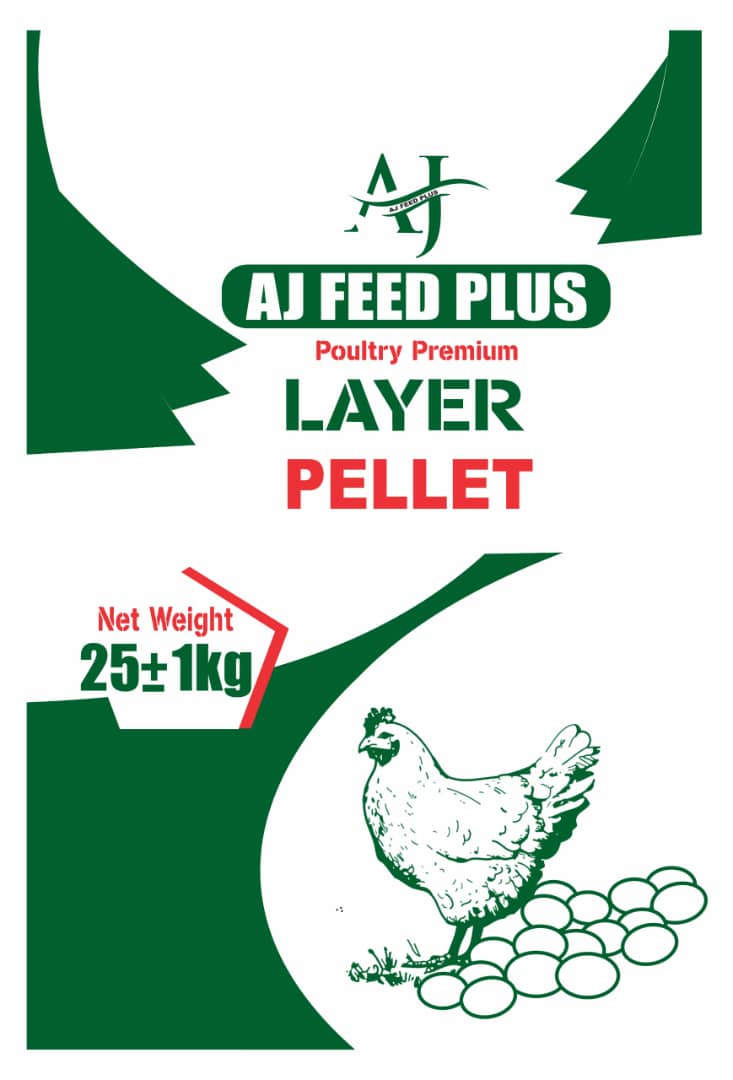 AJ
AJ FEED PLUS
AJ FEED PLUS
Poultry Premium
LAYER
PELLET
Net Weight
25±1kg